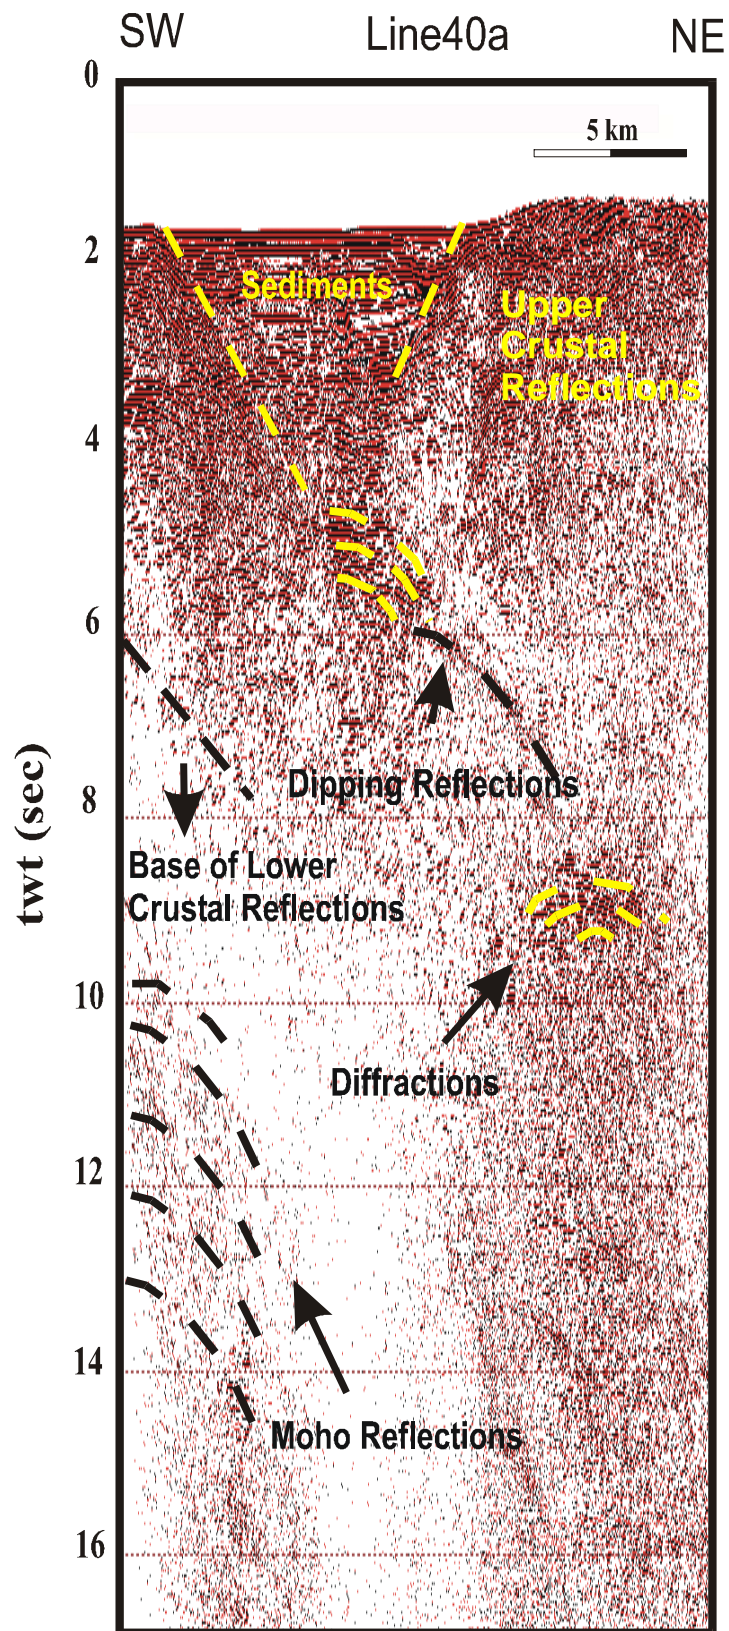 SW Line40a NE
0
5 km
2
Sediments
Upper
Crustal
Reflections
4
6
twt (sec)
Dipping Reflections
8
Base of Lower
Crustal Reflections
10
Diffractions
12
14
Moho Reflections
16